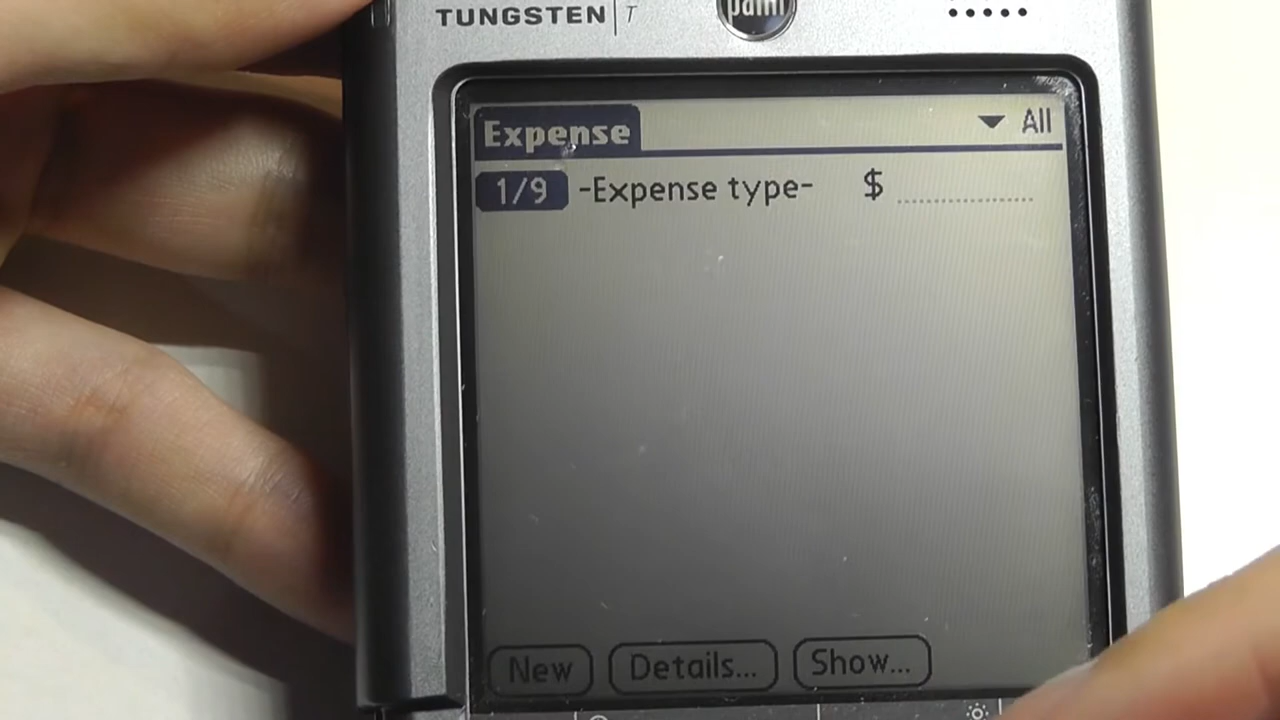 TUNGSTEN | T
palm
Expense
All
1/9 -Expense type- $
New Details... Show...